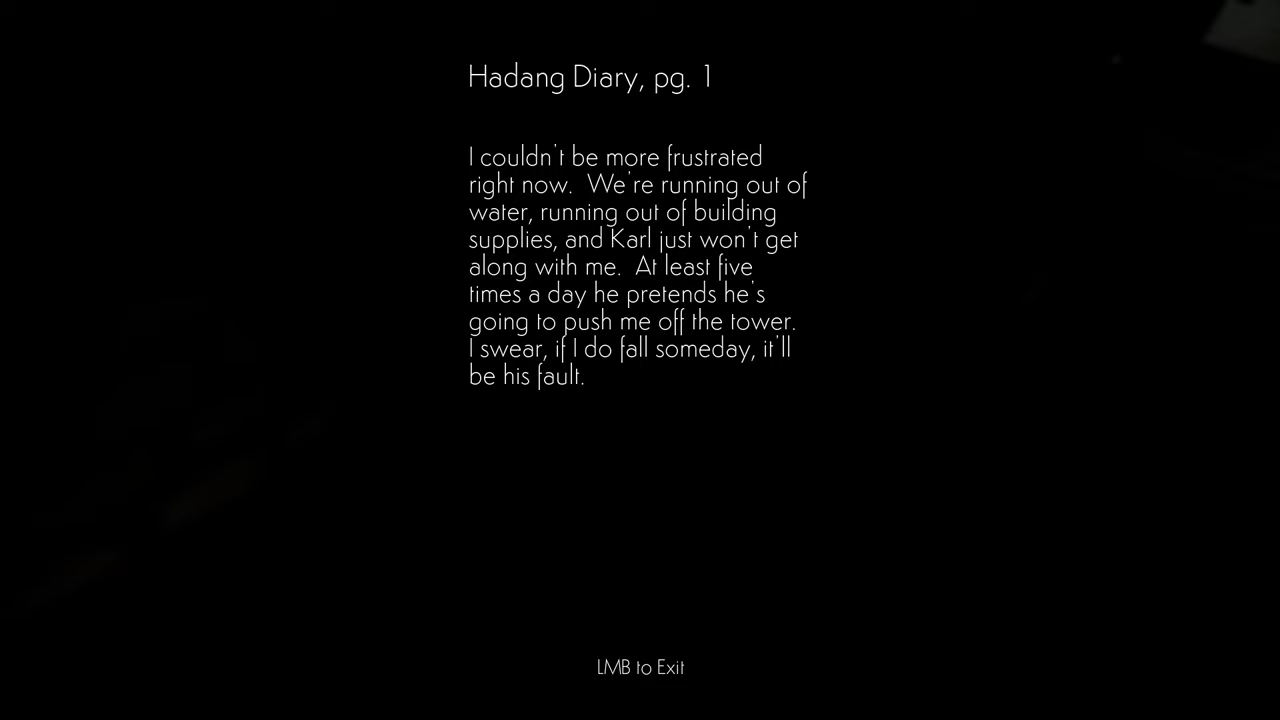 Hadang Diary, pg. 1
I couldn't be more frustrated
right now.  We're running out of
water, running out of building
supplies, and Karl just won't get
along with me.  At least five
times a day he pretends he's
going to push me off the tower.
I swear, if I do fall someday, it'll
be his fault.
LMB to Exit